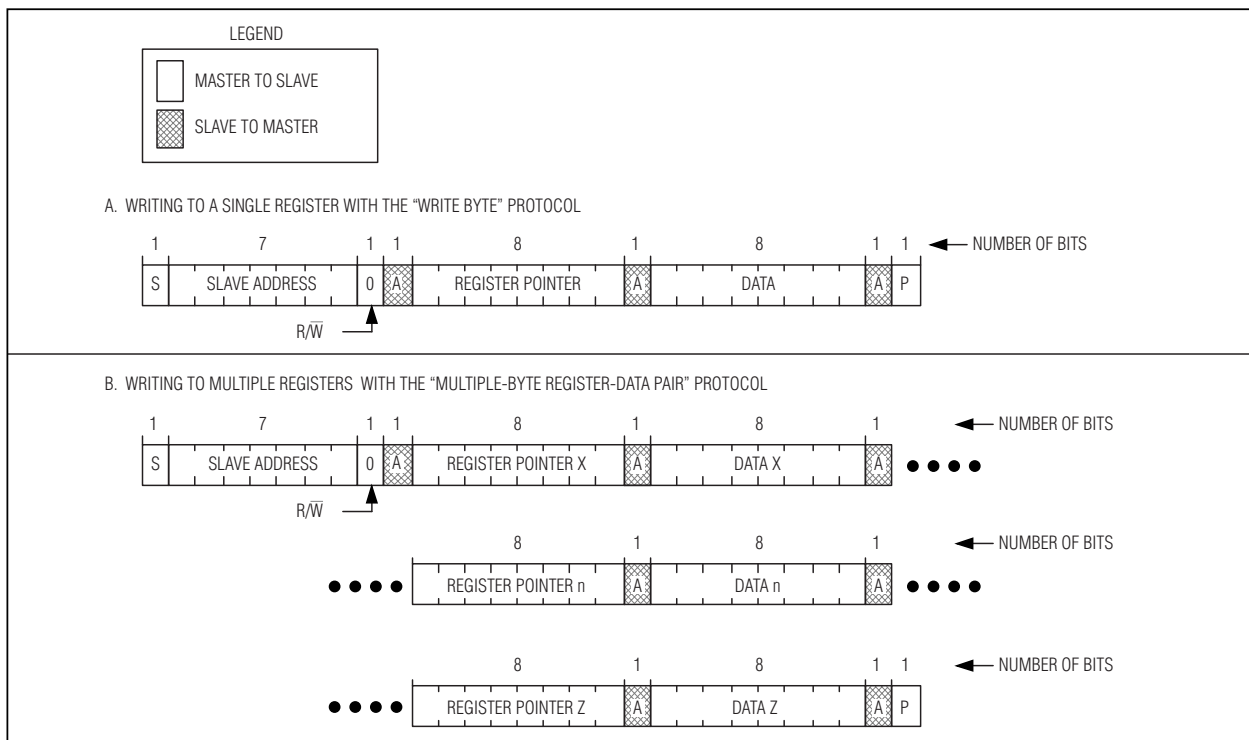 LEGEND
MASTER TO SLAVE
SLAVE TO MASTER
A. WRITING TO A SINGLE REGISTER WITH THE “WRITE BYTE” PROTOCOL
1 7 1 1 8 1 8 1 1 NUMBER OF BITS
S SLAVE ADDRESS 0 A REGISTER POINTER A DATA A P
R/W̅
B. WRITING TO MULTIPLE REGISTERS WITH THE “MULTIPLE-BYTE REGISTER-DATA PAIR” PROTOCOL
1 7 1 1 8 1 8 1 NUMBER OF BITS
S SLAVE ADDRESS 0 A REGISTER POINTER X A DATA X A
R/W̅
8 1 8 1 NUMBER OF BITS
REGISTER POINTER n A DATA n A
8 1 8 1 1 NUMBER OF BITS
REGISTER POINTER Z A DATA Z A P